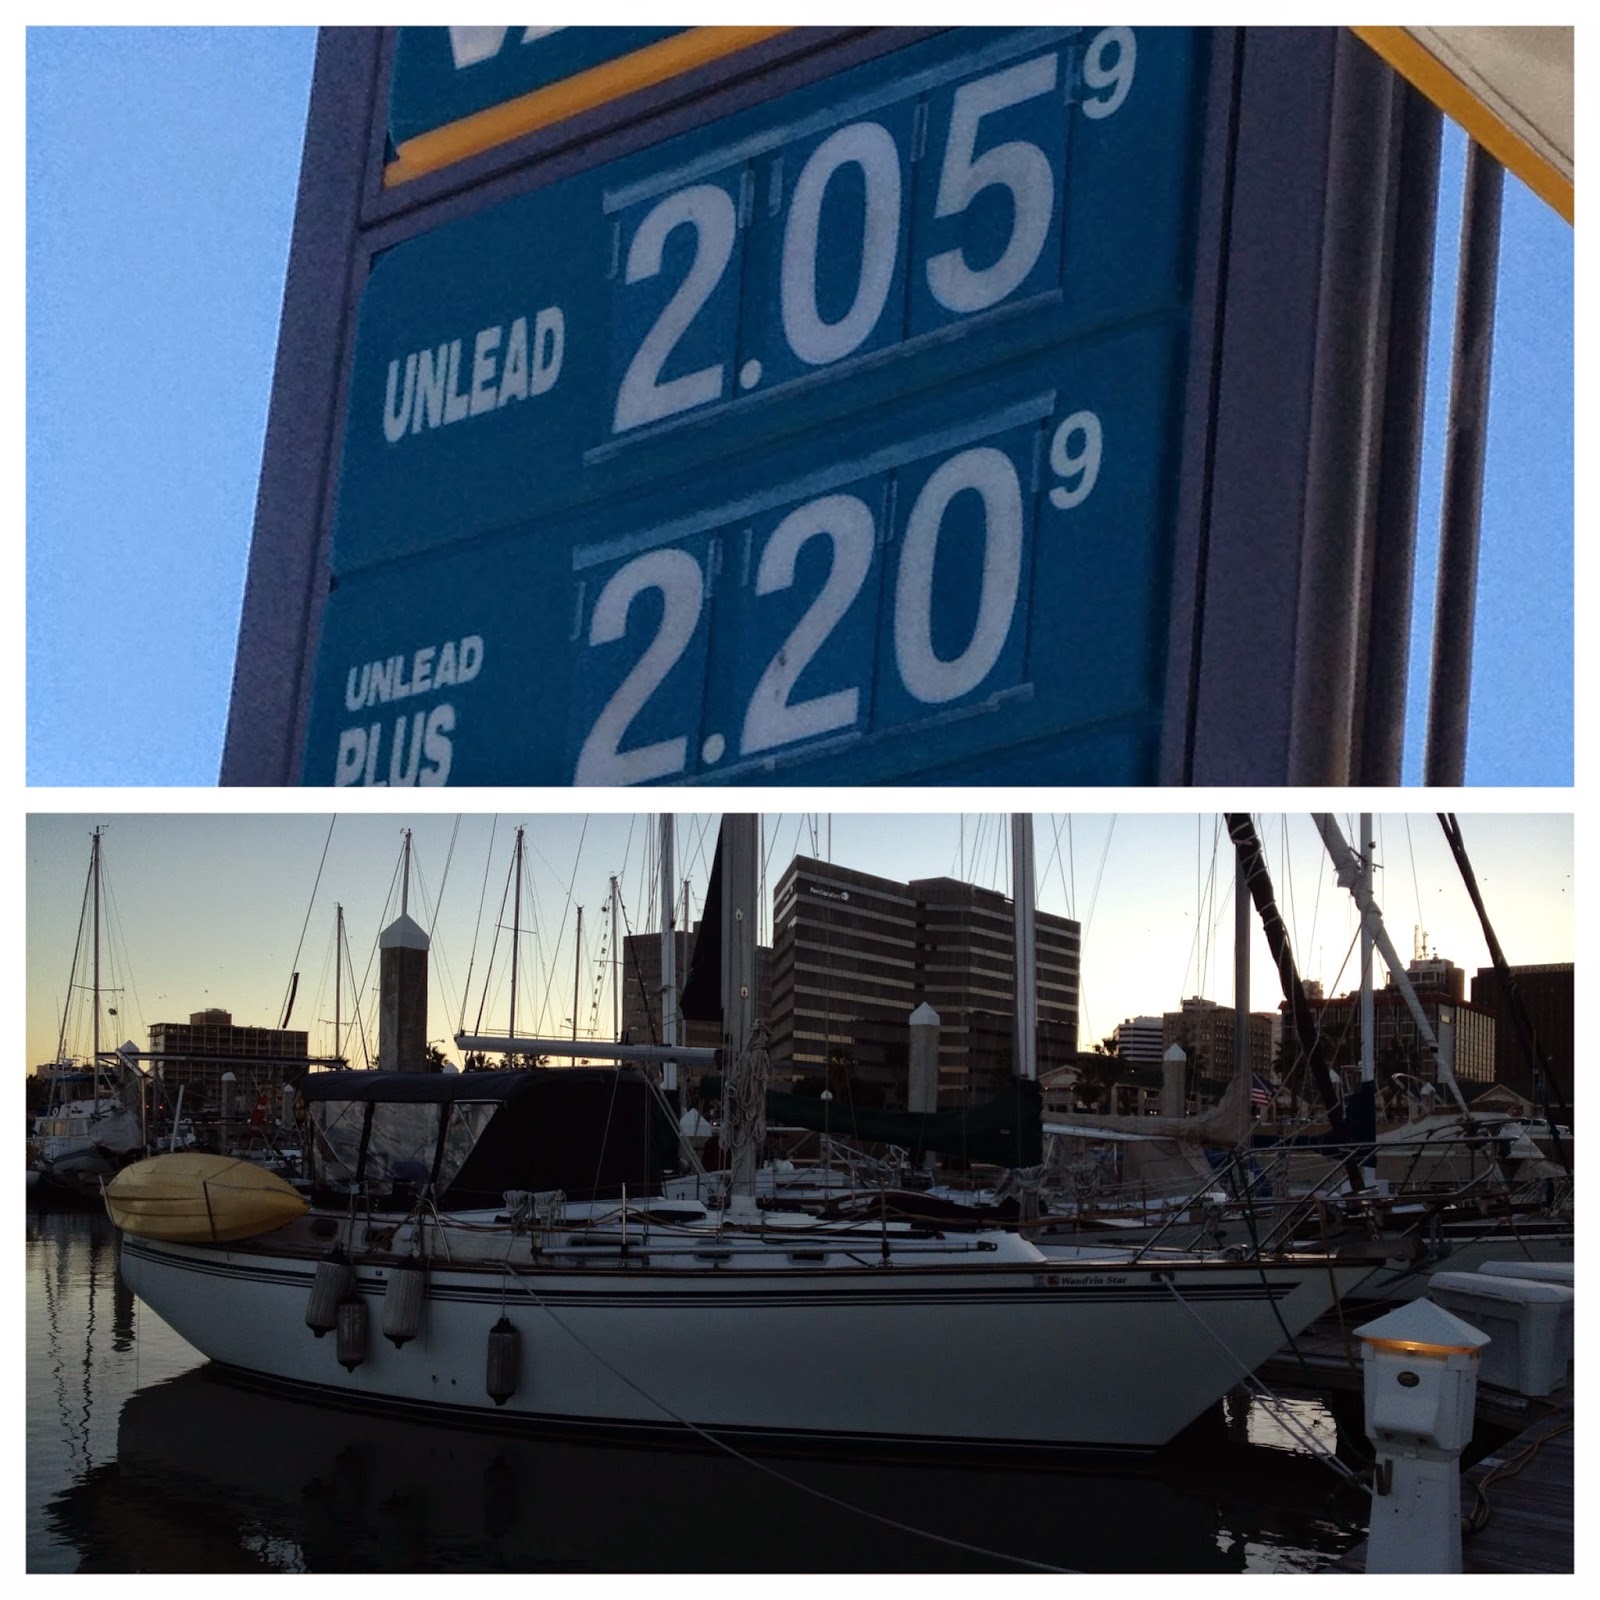 UNLEAD 2.05 9
UNLEAD
PLUS 2.20 9
Wand'rin Star